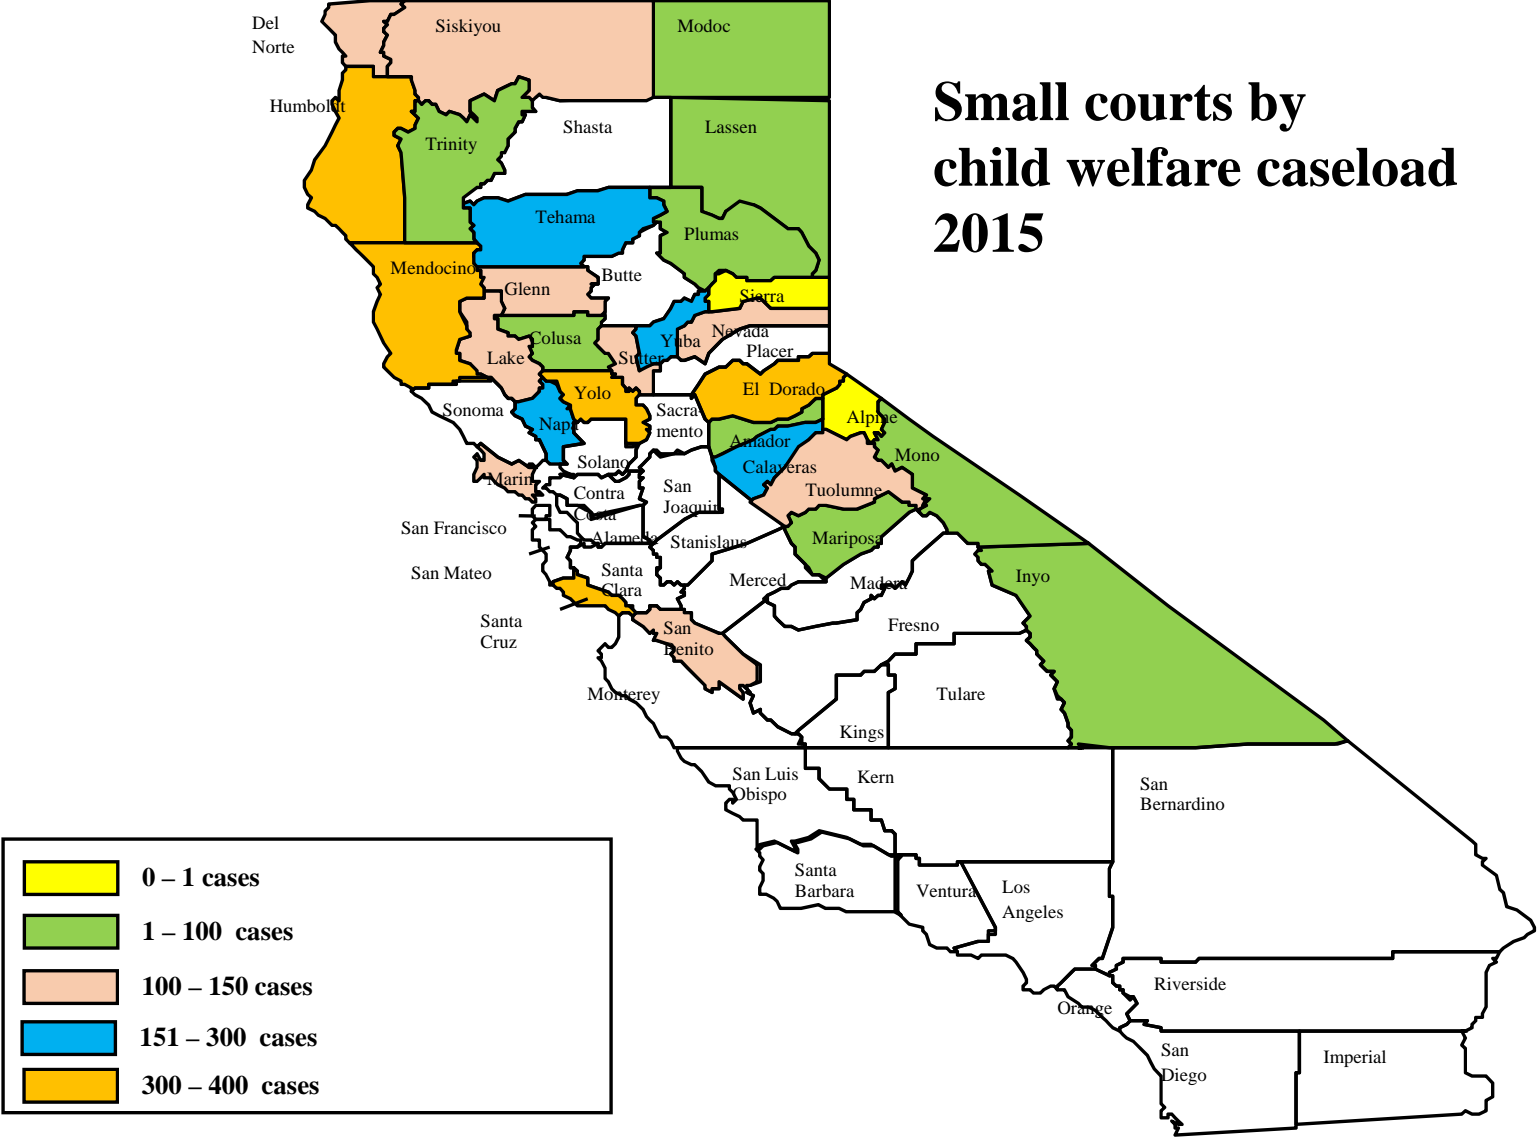 Small courts by
child welfare caseload
2015
Del
Norte
Siskiyou
Modoc
Humboldt
Trinity
Shasta
Lassen
Tehama
Plumas
Mendocino
Glenn
Butte
Sierra
Colusa
Lake
Sutter
Yuba
Nevada
Placer
Sonoma
Napa
Yolo
El Dorado
Sacra-
mento
Alpine
Amador
Mono
Solano
Calaveras
Marin
Tuolumne
Contra
Costa
San
Joaquin
San Francisco
Alameda
Stanislaus
Mariposa
San Mateo
Santa
Clara
Merced
Madera
Inyo
Santa
Cruz
San
Benito
Fresno
Monterey
Tulare
Kings
San Luis
Obispo
Kern
San
Bernardino
Santa
Barbara
Ventura
Los
Angeles
Riverside
Orange
San
Diego
Imperial
0 – 1 cases
1 – 100 cases
100 – 150 cases
151 – 300 cases
300 – 400 cases